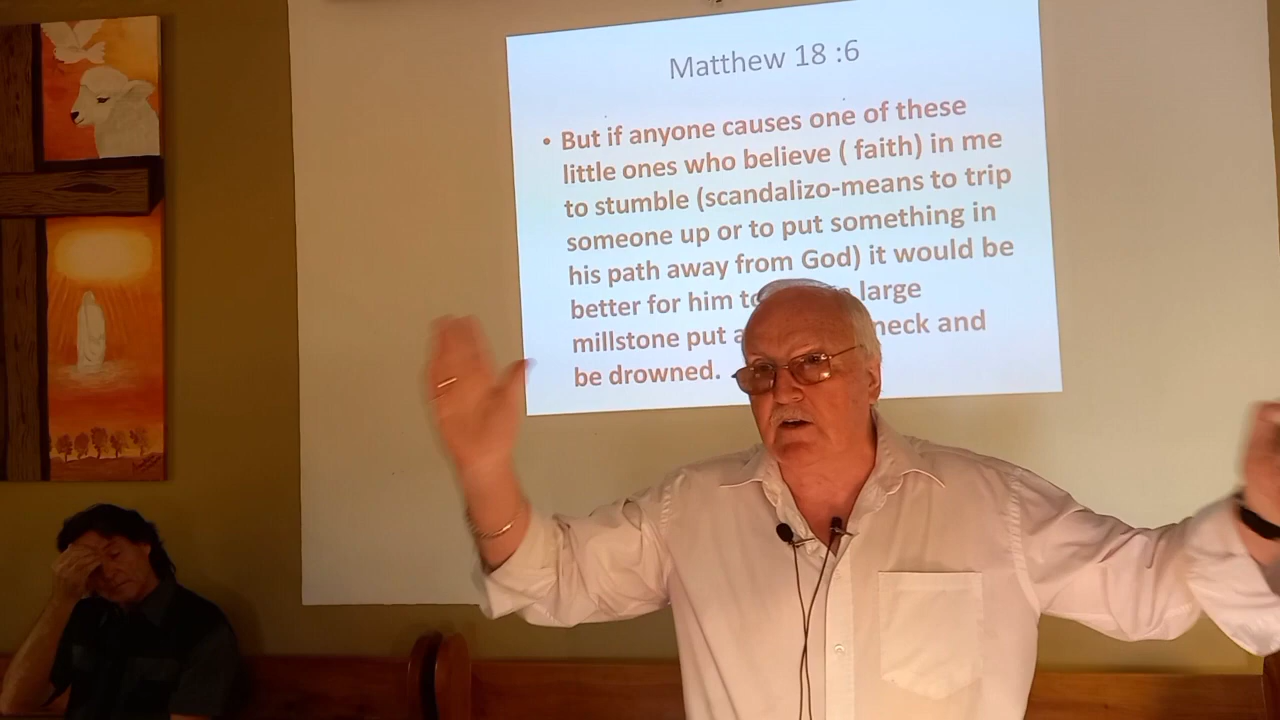 Matthew 18 :6
• But if anyone causes one of these
little ones who believe ( faith) in me
to stumble (scandalizo-means to trip
someone up or to put something in
his path away from God) it would be
better for him large
millstone put neck and
be drowned.